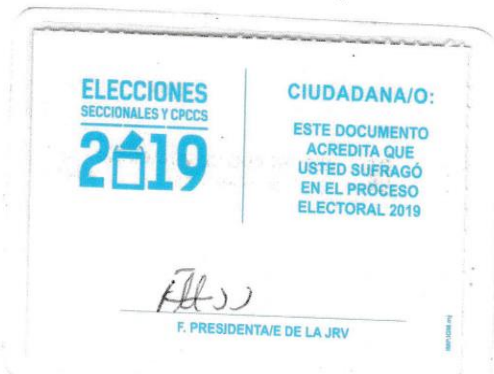 ELECCIONES
SECCIONALES Y CPCCS
2019
CIUDADANA/O:
ESTE DOCUMENTO
ACREDITA QUE
USTED SUFRAGÓ
EN EL PROCESO
ELECTORAL 2019
F. PRESIDENTA/E DE LA JRV